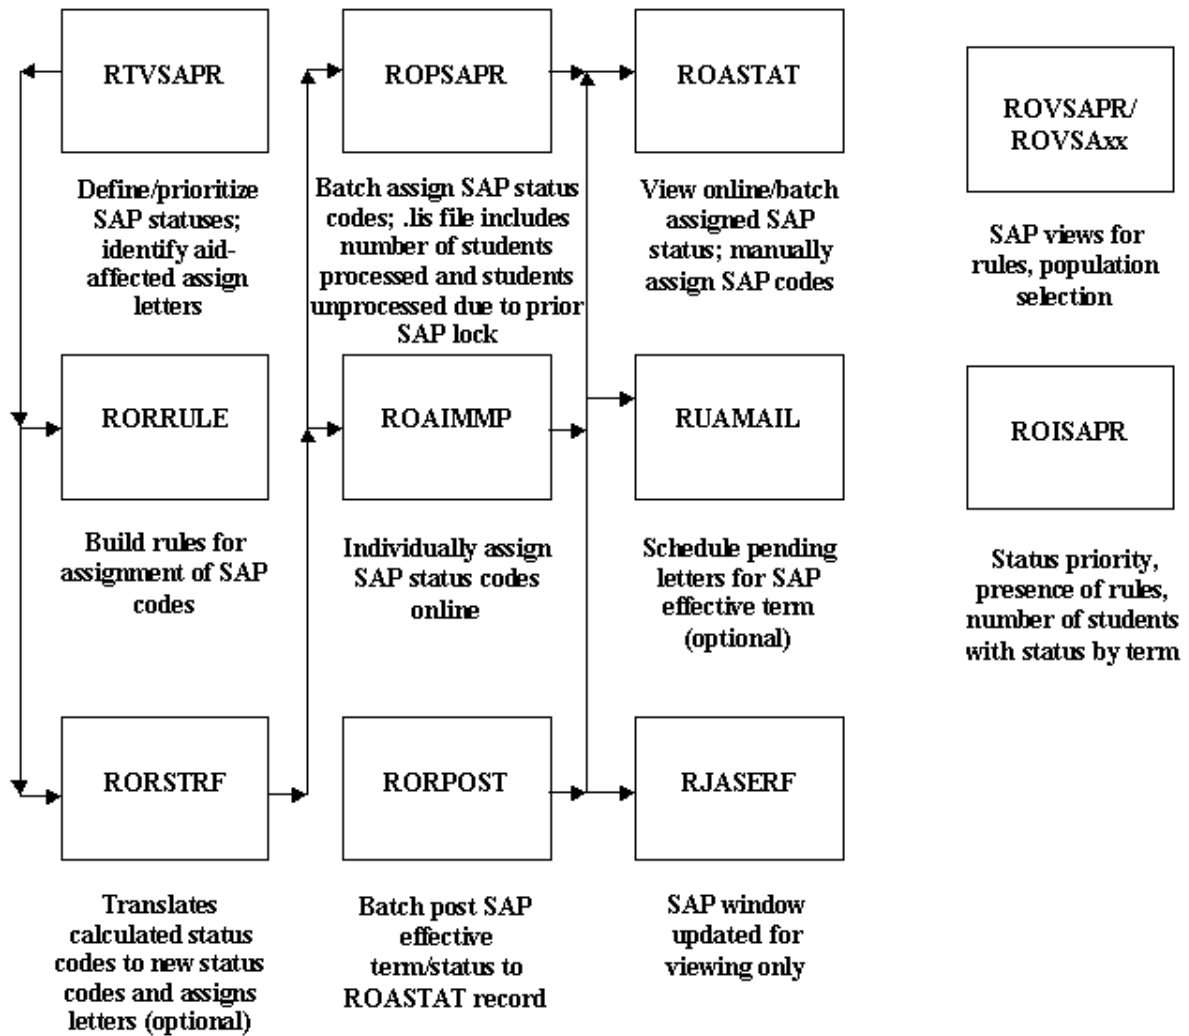 RTVSAPR
Define/prioritize
SAP statuses;
identify aid-
affected assign
letters
RORRULE
Build rules for
assignment of SAP
codes
RORSTRF
Translates
calculated status
codes to new status
codes and assigns
letters (optional)
ROPSAPR
Batch assign SAP status
codes; .lis file includes
number of students
processed and students
unprocessed due to prior
SAP lock
ROAIMMP
Individually assign
SAP status codes
online
RORPOST
Batch post SAP
effective
term/status to
ROASTAT record
ROASTAT
View online/batch
assigned SAP
status; manually
assign SAP codes
RUAMAIL
Schedule pending
letters for SAP
effective term
(optional)
RJASERF
SAP window
updated for
viewing only
ROVSAPR/
ROVSAxx
SAP views for
rules, population
selection
ROISAPR
Status priority,
presence of rules,
number of students
with status by term